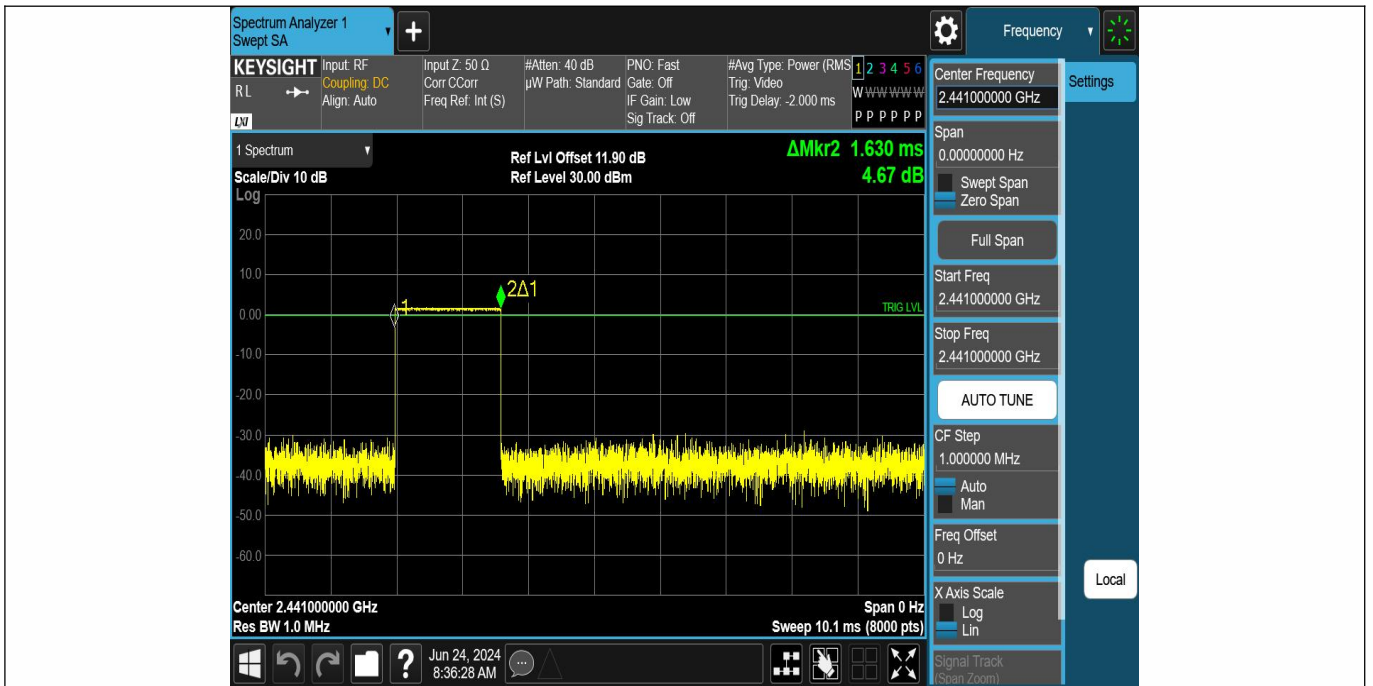 Spectrum Analyzer 1
Swept SA
+
Frequency
KEYSIGHT
RL
LXI
Input: RF
Coupling: DC
Align: Auto
Input Z: 50 Ω
Corr CCorr
Freq Ref: Int (S)
#Atten: 40 dB
µW Path: Standard
PNO: Fast
Gate: Off
IF Gain: Low
Sig Track: Off
#Avg Type: Power (RMS
Trig: Video
Trig Delay: -2.000 ms
1 2 3 4 5 6
W W W W W W
P P P P P P
1 Spectrum
Scale/Div 10 dB
Ref Lvl Offset 11.90 dB
Ref Level 30.00 dBm
ΔMkr2 1.630 ms
4.67 dB
Log
20.0
10.0
0.00
-10.0
-20.0
-30.0
-40.0
-50.0
-60.0
1
2Δ1
TRIG LVL
Center 2.441000000 GHz
Res BW 1.0 MHz
Span 0 Hz
Sweep 10.1 ms (8000 pts)
Center Frequency
2.441000000 GHz
Settings
Span
0.00000000 Hz
Swept Span
Zero Span
Full Span
Start Freq
2.441000000 GHz
Stop Freq
2.441000000 GHz
AUTO TUNE
CF Step
1.000000 MHz
Auto
Man
Freq Offset
0 Hz
X Axis Scale
Log
Lin
Signal Track
(Span Zoom)
Local
?
Jun 24, 2024
8:36:28 AM